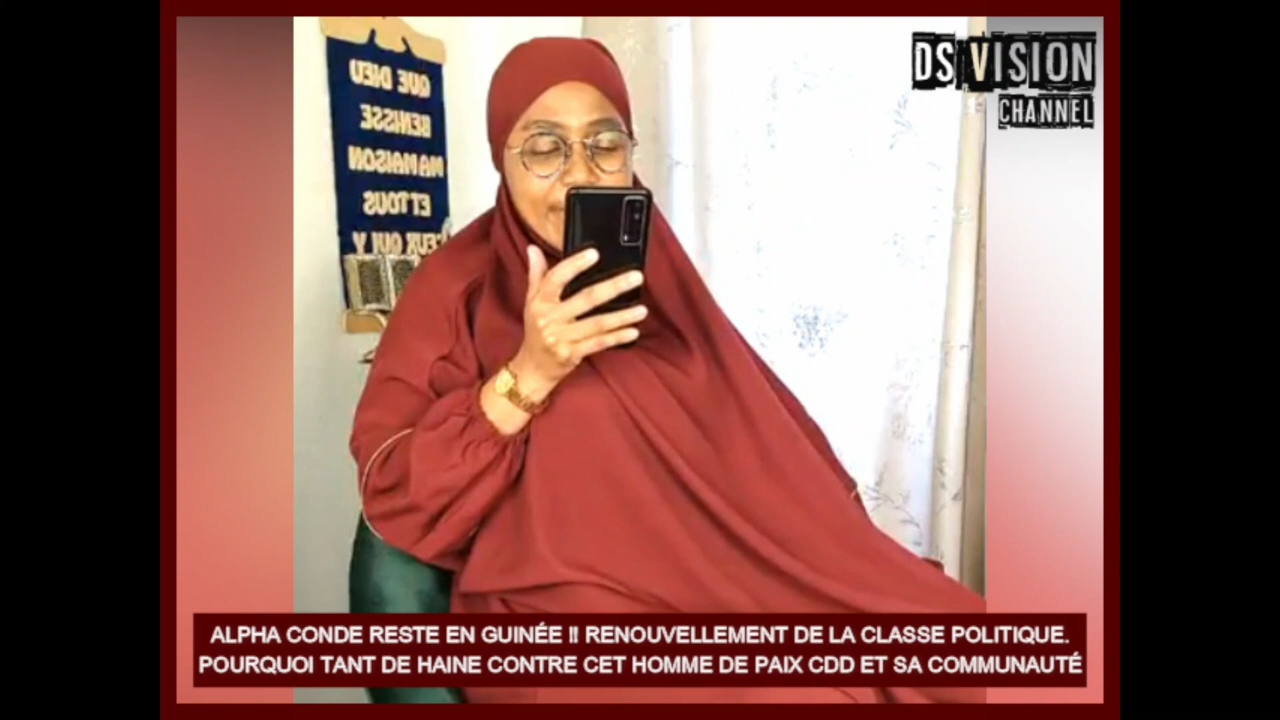 DS VISION
CHANNEL
QUE DIEU
BENISSE
MA MAISON
ET TOUS
CEUX QUI Y
ALPHA CONDE RESTE EN GUINÉE !! RENOUVELLEMENT DE LA CLASSE POLITIQUE.
POURQUOI TANT DE HAINE CONTRE CET HOMME DE PAIX CDD ET SA COMMUNAUTÉ